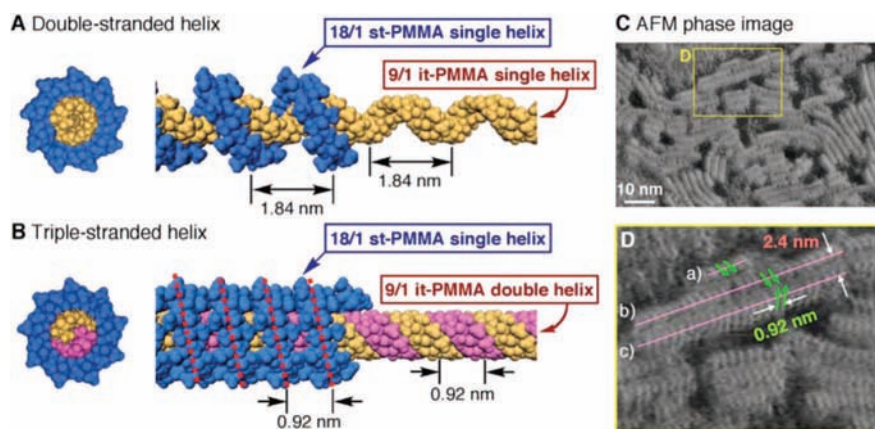 A Double-stranded helix
18/1 st-PMMA single helix
9/1 it-PMMA single helix
1.84 nm
1.84 nm
B Triple-stranded helix
18/1 st-PMMA single helix
9/1 it-PMMA double helix
0.92 nm
0.92 nm
C AFM phase image
D
10 nm
D
2.4 nm
a)
b)
0.92 nm
c)